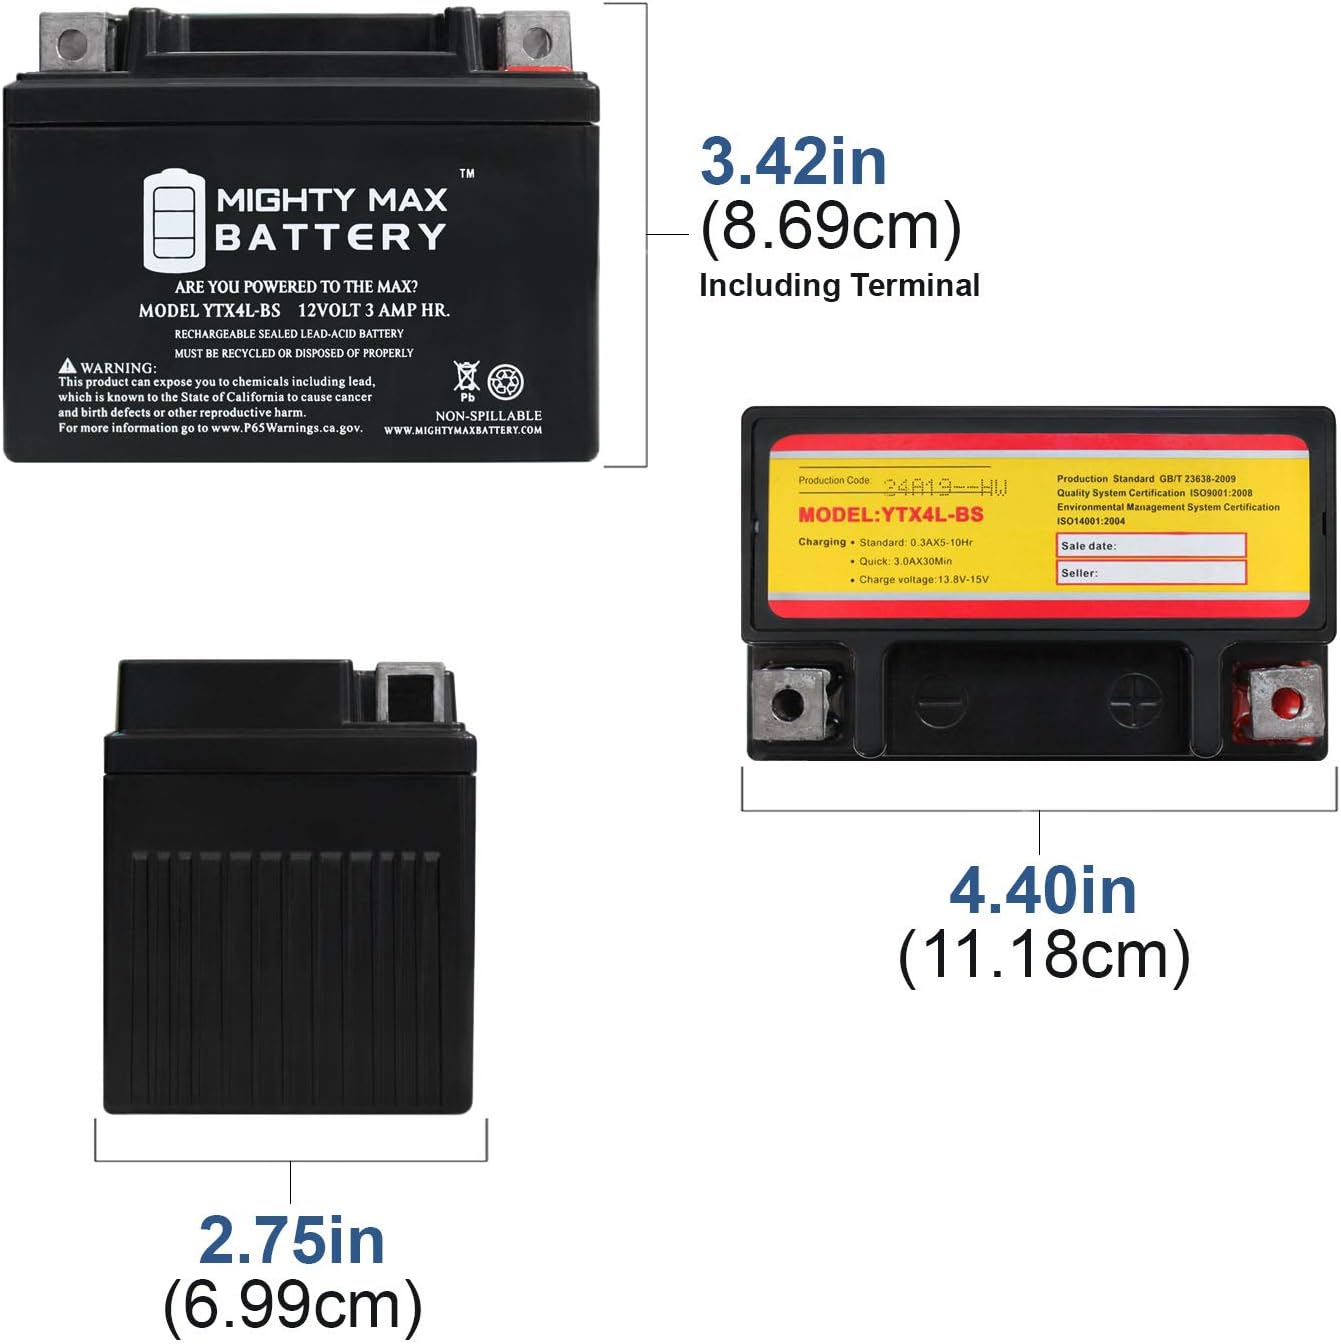 MIGHTY MAX ™
BATTERY
ARE YOU POWERED TO THE MAX?
MODEL YTX4L-BS 12VOLT 3 AMP HR.
RECHARGEABLE SEALED LEAD-ACID BATTERY
MUST BE RECYCLED OR DISPOSED OF PROPERLY
WARNING:
This product can expose you to chemicals including lead,
which is known to the State of California to cause cancer
and birth defects or other reproductive harm.
For more information go to www.P65Warnings.ca.gov.
Pb
NON-SPILLABLE
WWW.MIGHTYMAXBATTERY.COM
3.42in
(8.69cm)
Including Terminal
Production Code: 24A19--HW
MODEL:YTX4L-BS
Charging • Standard: 0.3AX5-10Hr
• Quick: 3.0AX30Min
• Charge voltage:13.8V-15V
Production Standard GB/T 23638-2009
Quality System Certification ISO9001:2008
Environmental Management System Certification
ISO14001:2004
Sale date:
Seller:
4.40in
(11.18cm)
2.75in
(6.99cm)